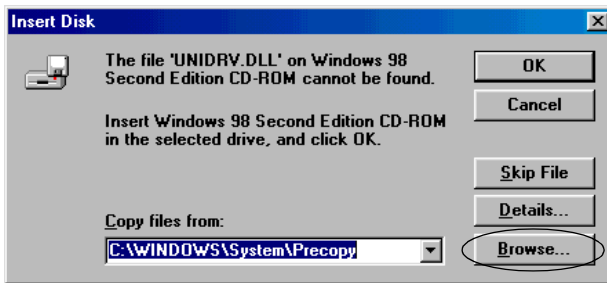 Insert Disk
The file 'UNIDRV.DLL' on Windows 98
Second Edition CD-ROM cannot be found.
Insert Windows 98 Second Edition CD-ROM
in the selected drive, and click OK.
Copy files from:
C:\WINDOWS\System\Precopy
OK
Cancel
Skip File
Details...
Browse...